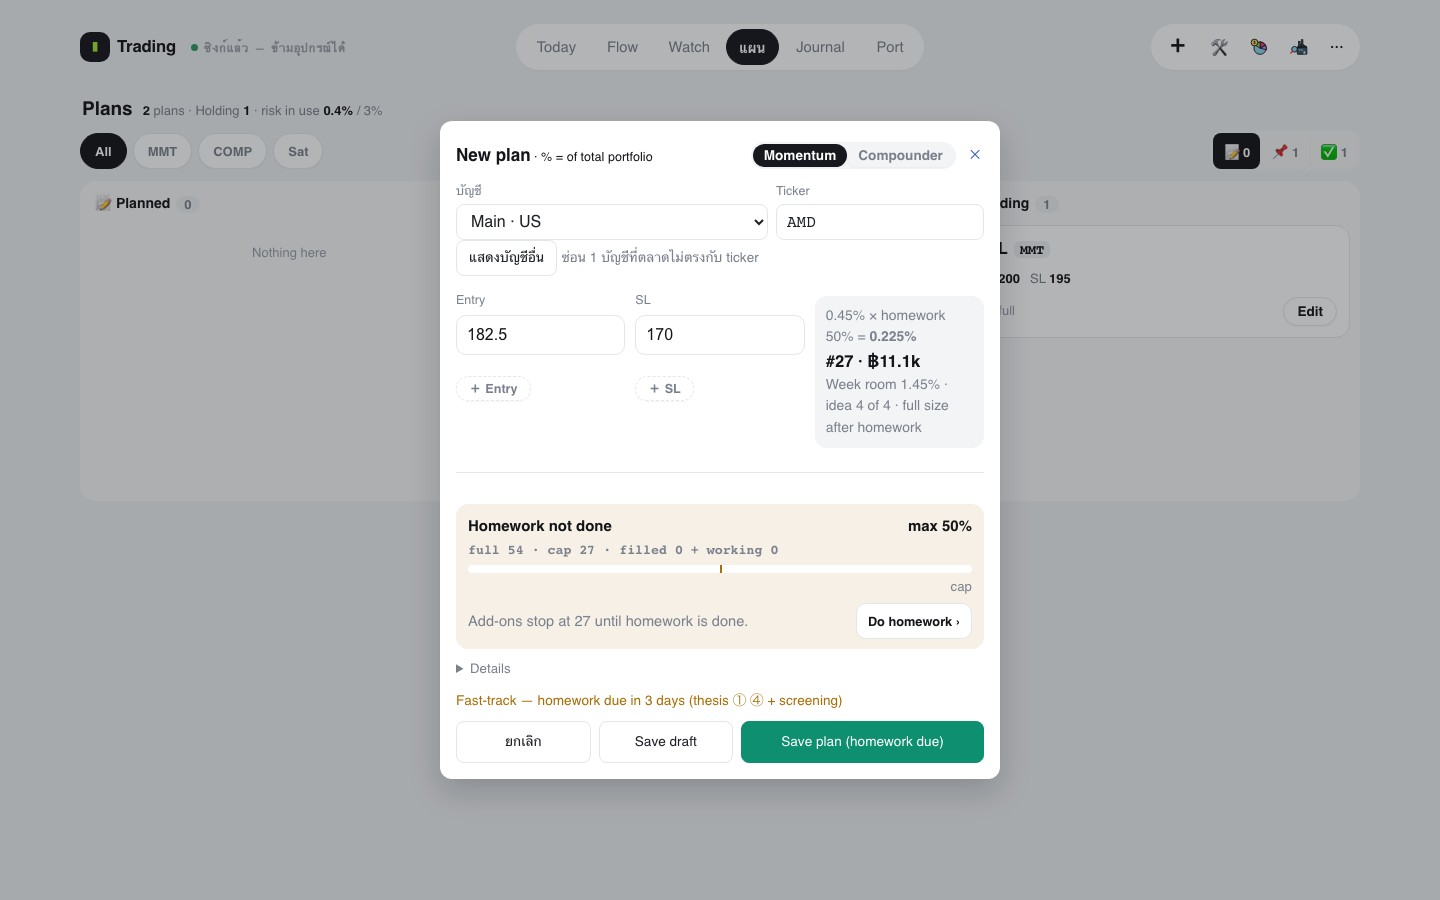 Trading
ซิงก์แล้ว — ข้ามอุปกรณ์ได้
Today
Flow
Watch
แผน
Journal
Port
Plans 2 plans · Holding 1 · risk in use 0.4% / 3%
All
MMT
COMP
Sat
0
1
1
Planned 0
Nothing here
ding 1
L MMT
200 SL 195
full
Edit
New plan · % = of total portfolio
Momentum
Compounder
×
บัญชี
Ticker
Main · US
AMD
แสดงบัญชีอื่น
ซ่อน 1 บัญชีที่ตลาดไม่ตรงกับ ticker
Entry
SL
182.5
170
+ Entry
+ SL
0.45% × homework
50% = 0.225%
#27 · ฿11.1k
Week room 1.45% ·
idea 4 of 4 · full size
after homework
Homework not done
max 50%
full 54 · cap 27 · filled 0 + working 0
cap
Add-ons stop at 27 until homework is done.
Do homework ›
Details
Fast-track — homework due in 3 days (thesis ① ④ + screening)
ยกเลิก
Save draft
Save plan (homework due)